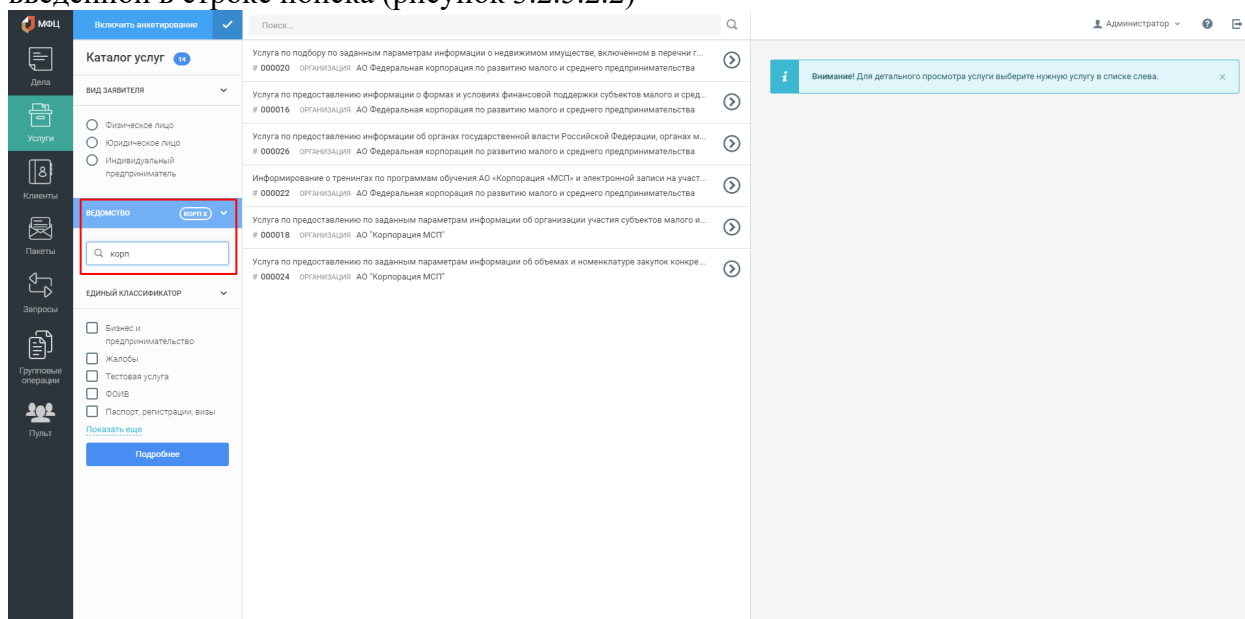 введенной в строке поиска (рисунок 3.2.3.2.2)
МФЦ
Дела
Услуги
Клиенты
Пакеты
Запросы
Групповые
операции
Пульт
Включить анкетирование
Каталог услуг 14
ВИД ЗАЯВИТЕЛЯ
Физическое лицо
Юридическое лицо
Индивидуальный
предприниматель
ВЕДОМСТВО КОРП X
корп
ЕДИНЫЙ КЛАССИФИКАТОР
Бизнес и
предпринимательство
Жалобы
Тестовая услуга
ФОИВ
Паспорт, регистрации, визы
Показать еще
Подробнее
Поиск...
Услуга по подбору по заданным параметрам информации о недвижимом имуществе, включенном в перечни г...
# 000020 ОРГАНИЗАЦИЯ АО Федеральная корпорация по развитию малого и среднего предпринимательства
Услуга по предоставлению информации о формах и условиях финансовой поддержки субъектов малого и сред...
# 000016 ОРГАНИЗАЦИЯ АО Федеральная корпорация по развитию малого и среднего предпринимательства
Услуга по предоставлению информации об органах государственной власти Российской Федерации, органах м...
# 000026 ОРГАНИЗАЦИЯ АО Федеральная корпорация по развитию малого и среднего предпринимательства
Информирование о тренингах по программам обучения АО «Корпорация «МСП» и электронной записи на участ...
# 000022 ОРГАНИЗАЦИЯ АО Федеральная корпорация по развитию малого и среднего предпринимательства
Услуга по предоставлению по заданным параметрам информации об организации участия субъектов малого и...
# 000018 ОРГАНИЗАЦИЯ АО "Корпорация МСП"
Услуга по предоставлению по заданным параметрам информации об объемах и номенклатуре закупок конкре...
# 000024 ОРГАНИЗАЦИЯ АО "Корпорация МСП"
Администратор
Внимание! Для детального просмотра услуги выберите нужную услугу в списке слева.